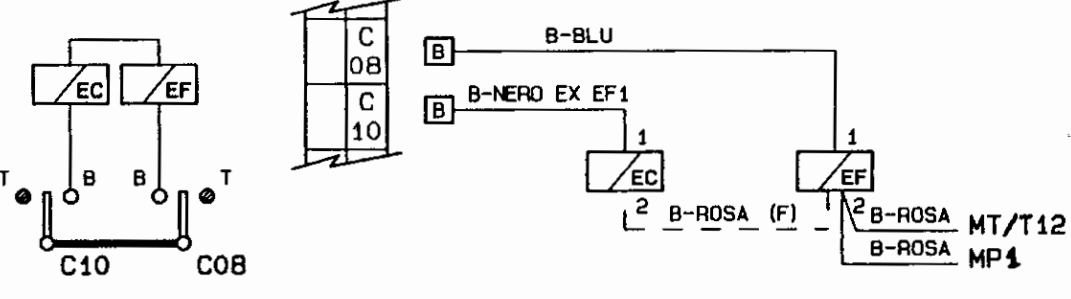 EC
EF
T
B
B
T
C10
C08
C
08
C
10
B
B-BLU
B
B-NERO EX EF1
1
EC
2
B-ROSA (F)
1
EF
2
B-ROSA
MT/T12
B-ROSA
MP1